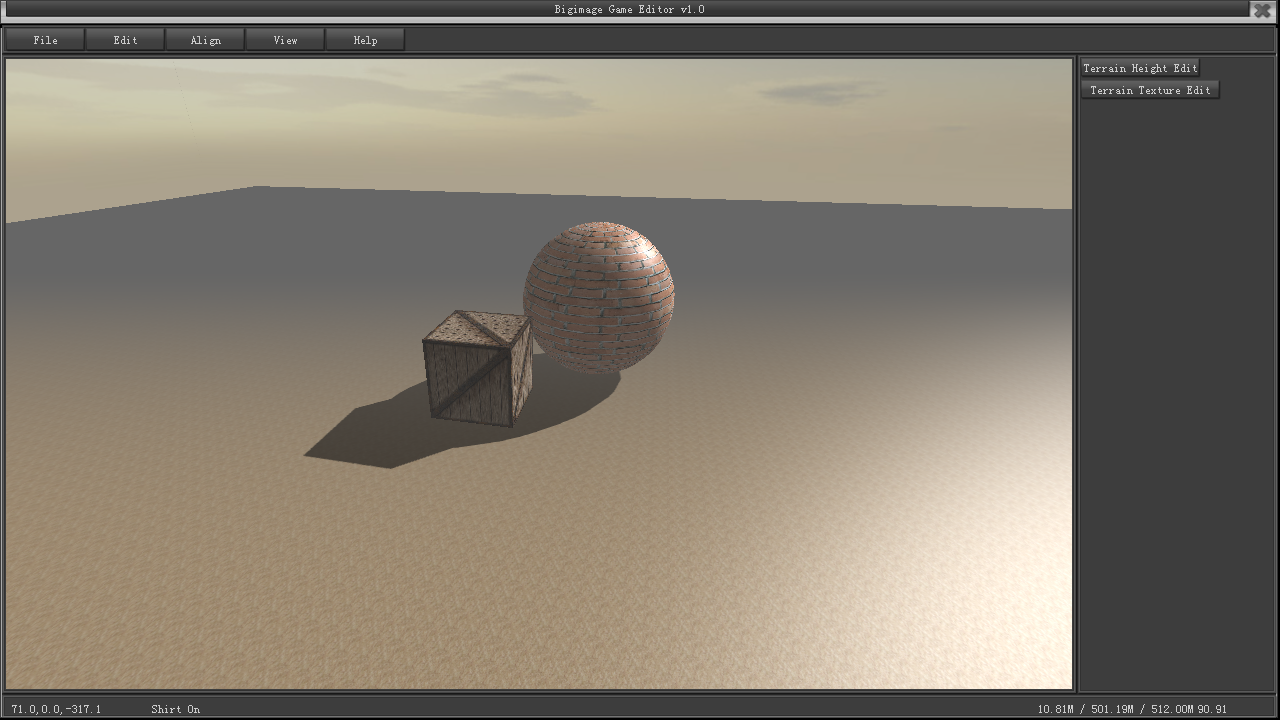 Bigimage Game Editor v1.0
File Edit Align View Help
Terrain Height Edit
Terrain Texture Edit
71.0,0.0,-317.1 Shirt On 10.81M / 501.19M / 512.00M 90.91